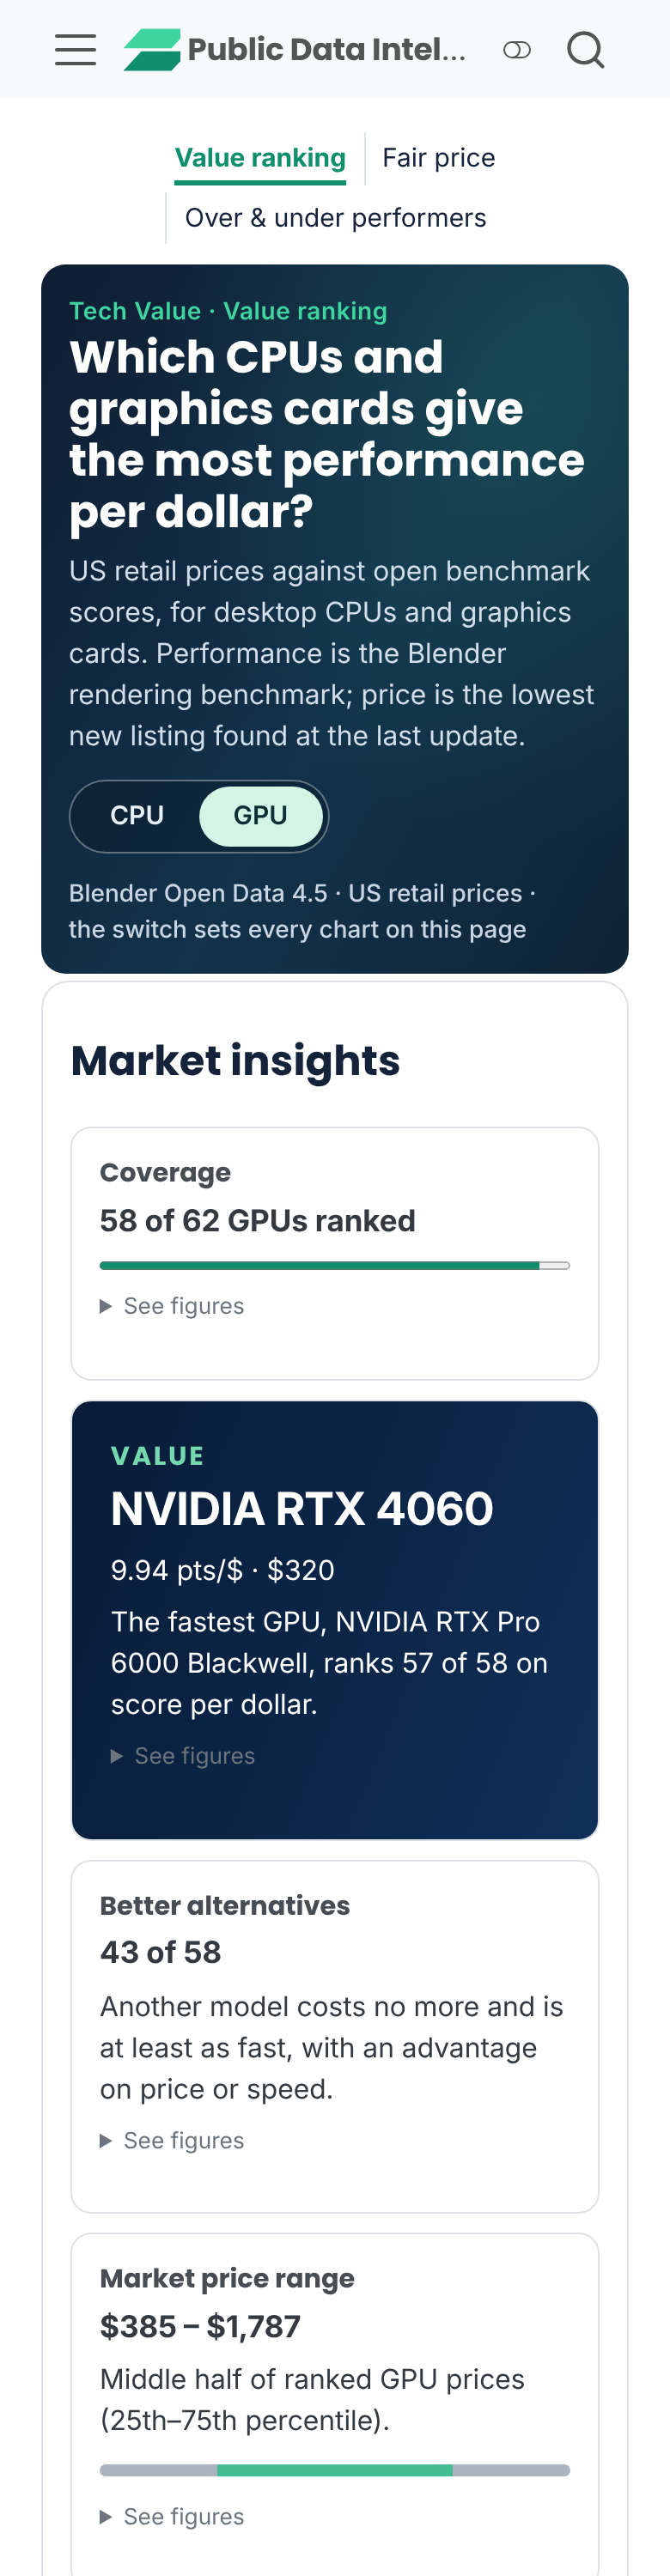 Public Data Intel...
Value ranking
Fair price
Over & under performers
Tech Value · Value ranking
Which CPUs and
graphics cards give
the most performance
per dollar?
US retail prices against open benchmark
scores, for desktop CPUs and graphics
cards. Performance is the Blender
rendering benchmark; price is the lowest
new listing found at the last update.
CPU
GPU
Blender Open Data 4.5 · US retail prices ·
the switch sets every chart on this page
Market insights
Coverage
58 of 62 GPUs ranked
See figures
VALUE
NVIDIA RTX 4060
9.94 pts/$ · $320
The fastest GPU, NVIDIA RTX Pro
6000 Blackwell, ranks 57 of 58 on
score per dollar.
See figures
Better alternatives
43 of 58
Another model costs no more and is
at least as fast, with an advantage
on price or speed.
See figures
Market price range
$385 – $1,787
Middle half of ranked GPU prices
(25th–75th percentile).
See figures